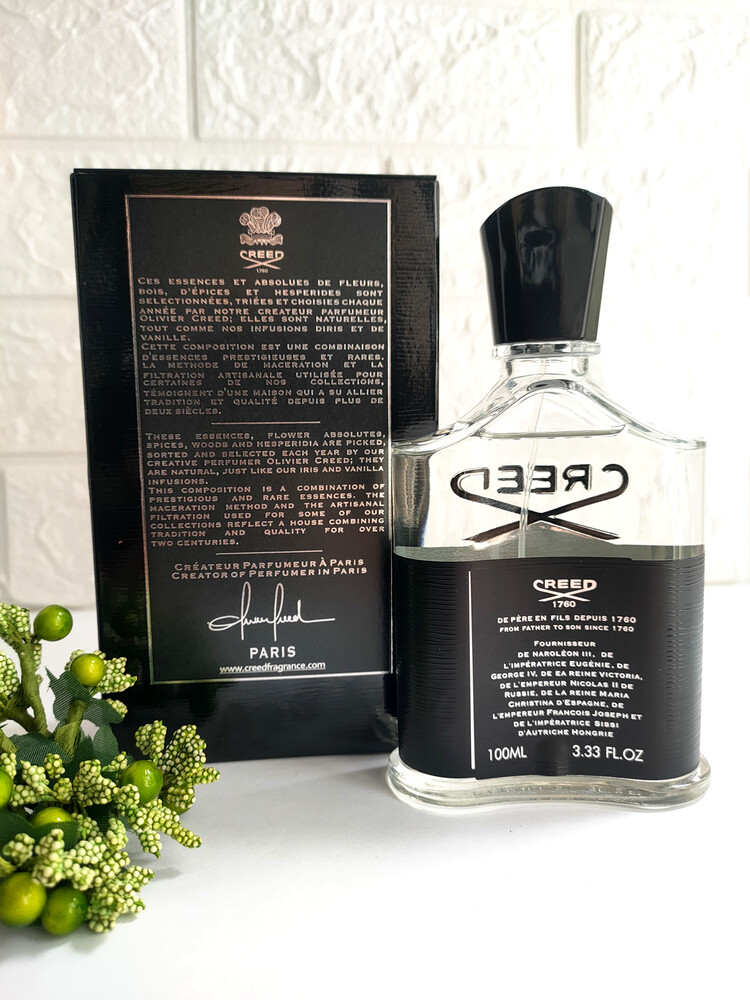 CREED
1760
CES ESSENCES ET ABSOLUES DE FLEURS,
BOIS, D'ÉPICES ET HESPERIDES SONT
SELECTIONNÉES, TRIÉES ET CHOISIES CHAQUE
ANNÉE PAR NOTRE CREATEUR PARFUMEUR
OLIVIER CREED; ELLES SONT NATURELLES,
TOUT COMME NOS INFUSIONS DIRIS ET DE
VANILLE.
CETTE COMPOSITION EST UNE COMBINAISON
D'ESSENCES PRESTIGIEUSES ET RARES.
LA METHODE DE MACERATION ET LA
FILTRATION ARTISANALE UTILISÉE POUR
CERTAINES DE NOS COLLECTIONS,
TÉMOIGNENT D'UNE MAISON QUI A SU ALLIER
TRADITION ET QUALITÉ DEPUIS PLUS DE
DEUX SIÈCLES.
THESE ESSENCES, FLOWER ABSOLUTES,
SPICES, WOODS AND HESPERIDIA ARE PICKED,
SORTED AND SELECTED EACH YEAR BY OUR
CREATIVE PERFUMER OLIVIER CREED; THEY
ARE NATURAL, JUST LIKE OUR IRIS AND VANILLA
INFUSIONS.
THIS COMPOSITION IS A COMBINATION OF
PRESTIGIOUS AND RARE ESSENCES. THE
MACERATION METHOD AND THE ARTISANAL
FILTRATION USED FOR SOME OF OUR
COLLECTIONS REFLECT A HOUSE COMBINING
TRADITION AND QUALITY FOR OVER
TWO CENTURIES.
CRÉATEUR PARFUMEUR À PARIS
CREATOR OF PERFUMER IN PARIS
PARIS
www.creedfragrance.com
CREED
CREED
1760
DE PÈRE EN FILS DEPUIS 1760
FROM FATHER TO SON SINCE 1760
FOURNISSEUR
DE NAROLÉON III, DE
L'IMPÉRATRICE EUGÉNIE, DE
GEORGE IV, DE EA REINE VICTORIA,
DE L'EMPEREUR NICOLAS II DE
RUSSIE, DE LA REINE MARIA
CHRISTINA D'ESPAGNE, DE
L'EMPEREUR FRANCOIS JOSEPH ET
DE L'IMPÉRATRICE SISSI
D'AUTRICHE HONGRIE
100ML 3.33 FL.OZ